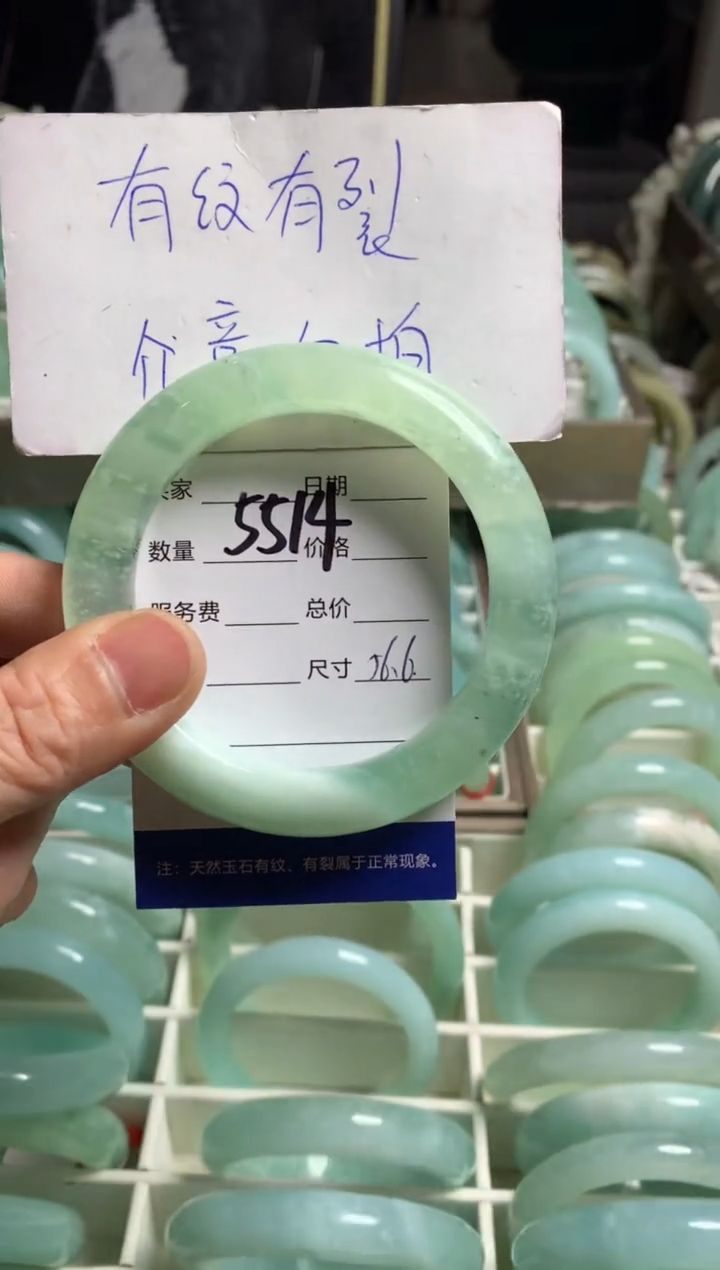 有纹有裂
介意勿拍
卖家 日期
5514
数量 价格
服务费 总价
尺寸 56.6
注：天然玉石有纹、有裂属于正常现象。